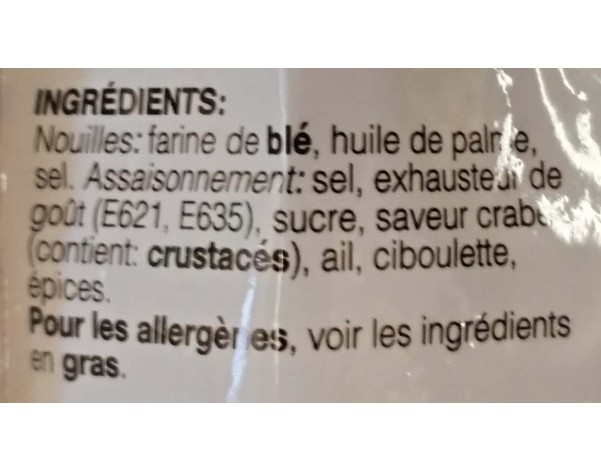 INGRÉDIENTS:
Nouilles: farine de blé, huile de palme,
sel. Assaisonnement: sel, exhausteur de
goût (E621, E635), sucre, saveur crabe
(contient: crustacés), ail, ciboulette,
épices.
Pour les allergènes, voir les ingrédients
en gras.